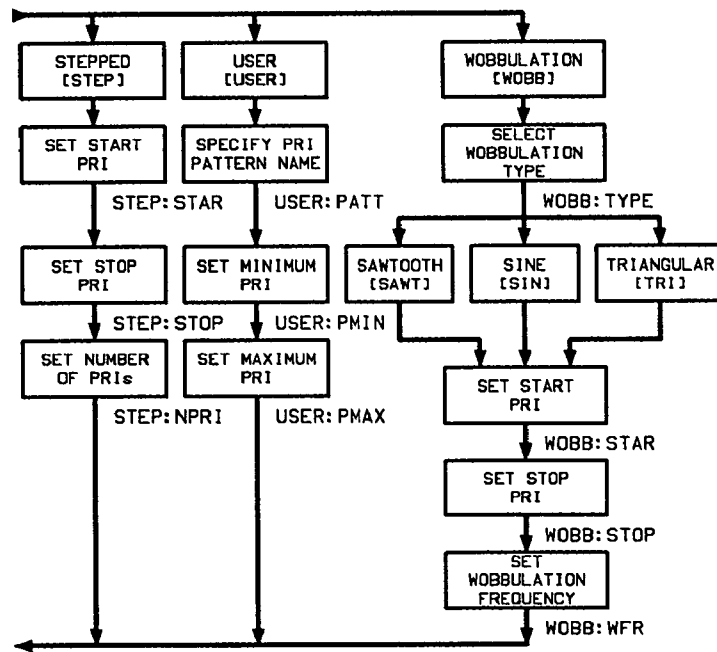 STEPPED
[STEP]
USER
[USER]
WOBBULATION
[WOBB]
SET START
PRI
SPECIFY PRI
PATTERN NAME
SELECT
WOBBULATION
TYPE
STEP:STAR
USER:PATT
WOBB:TYPE
SET STOP
PRI
SET MINIMUM
PRI
SAWTOOTH
[SAWT]
SINE
[SIN]
TRIANGULAR
[TRI]
STEP:STOP
USER:PMIN
SET NUMBER
OF PRIs
SET MAXIMUM
PRI
SET START
PRI
STEP:NPRI
USER:PMAX
WOBB:STAR
SET STOP
PRI
WOBB:STOP
SET
WOBBULATION
FREQUENCY
WOBB:WFR